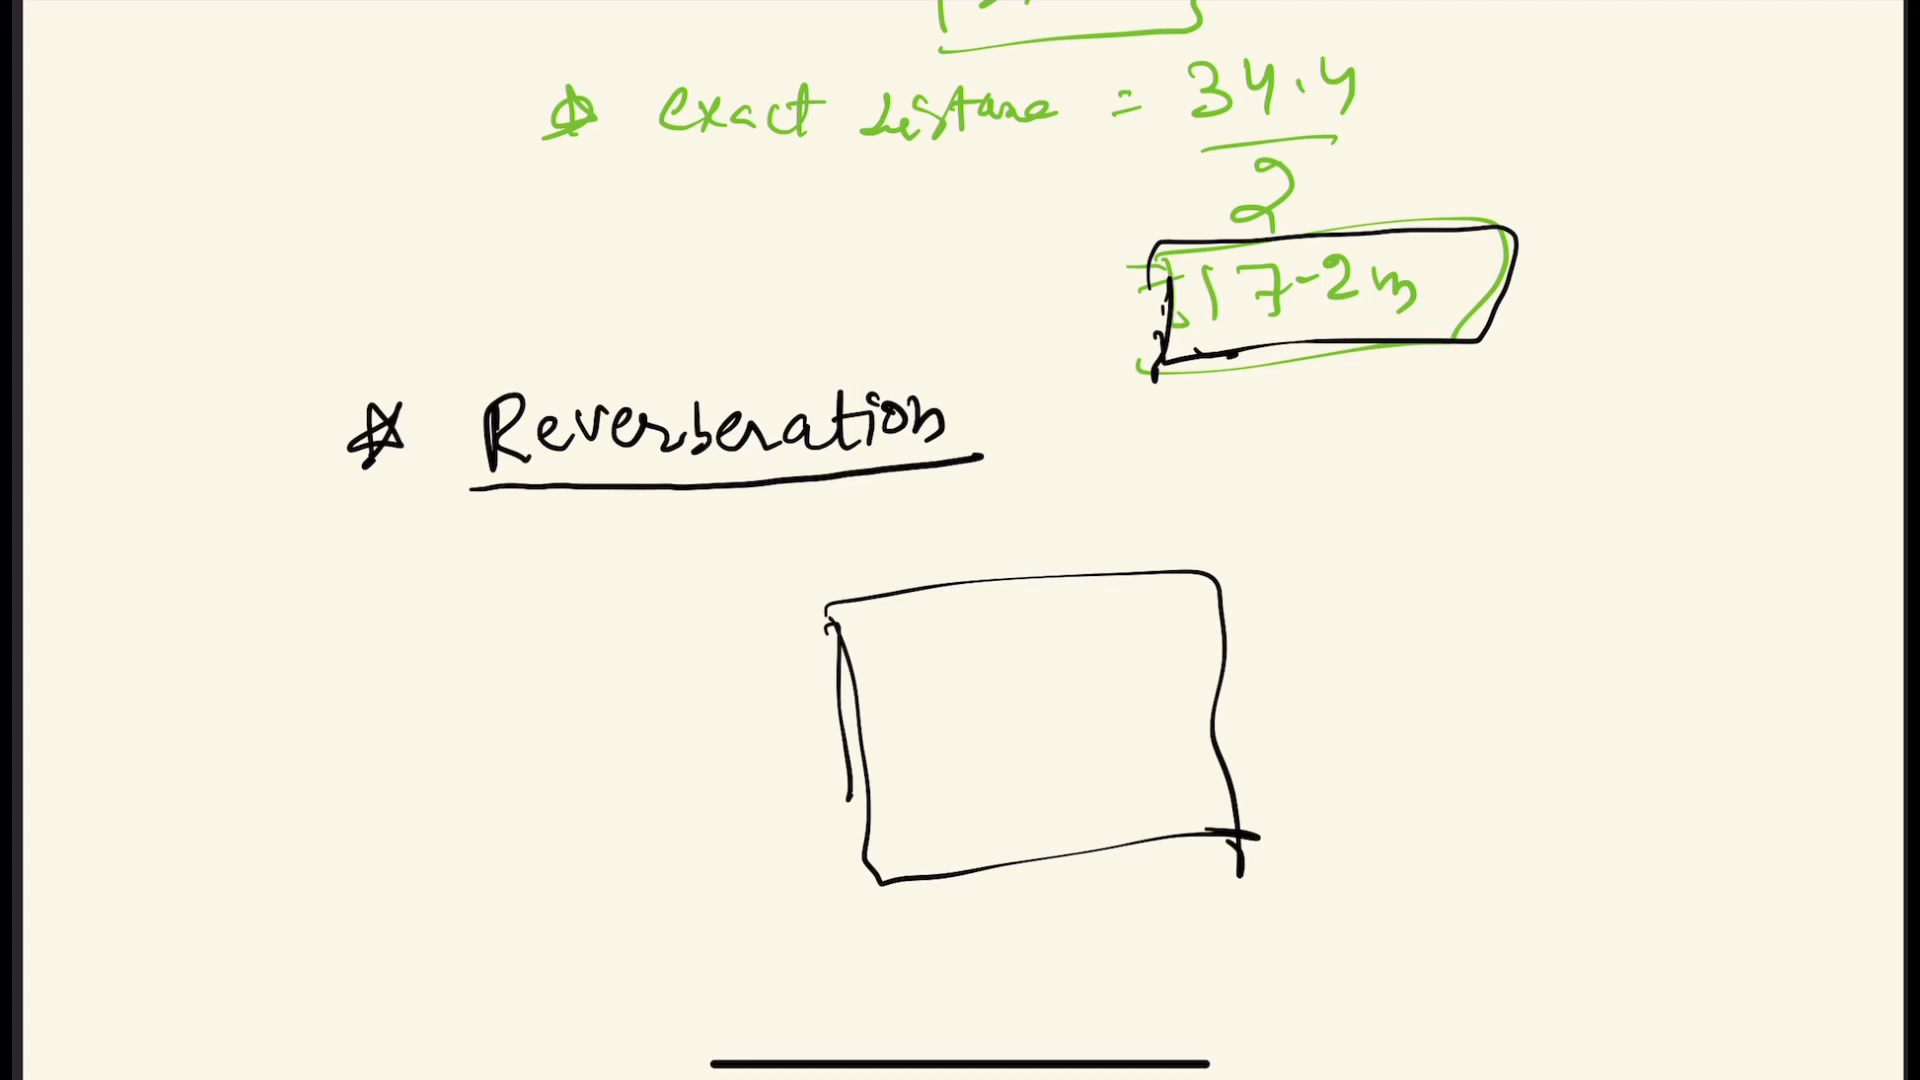 exact distance = 34.4
2
= 17.2m
Reverberation